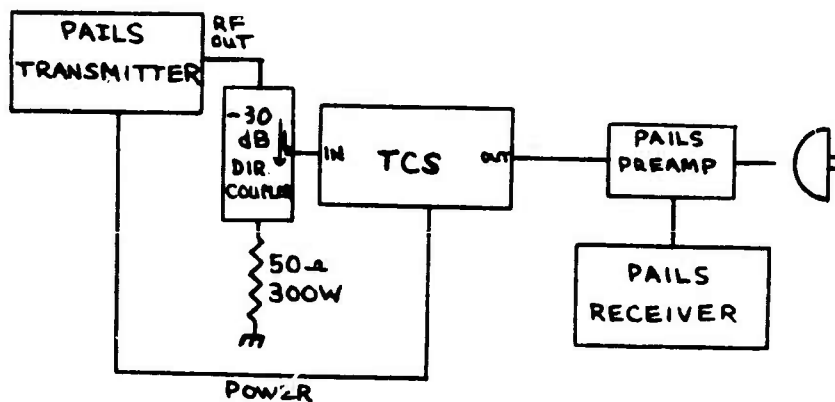 PAILS
TRANSMITTER
RF
OUT
-30
dB
DIR.
COUPLER
IN
TCS
OUT
PAILS
PREAMP
PAILS
RECEIVER
50Ω
300W
POWER